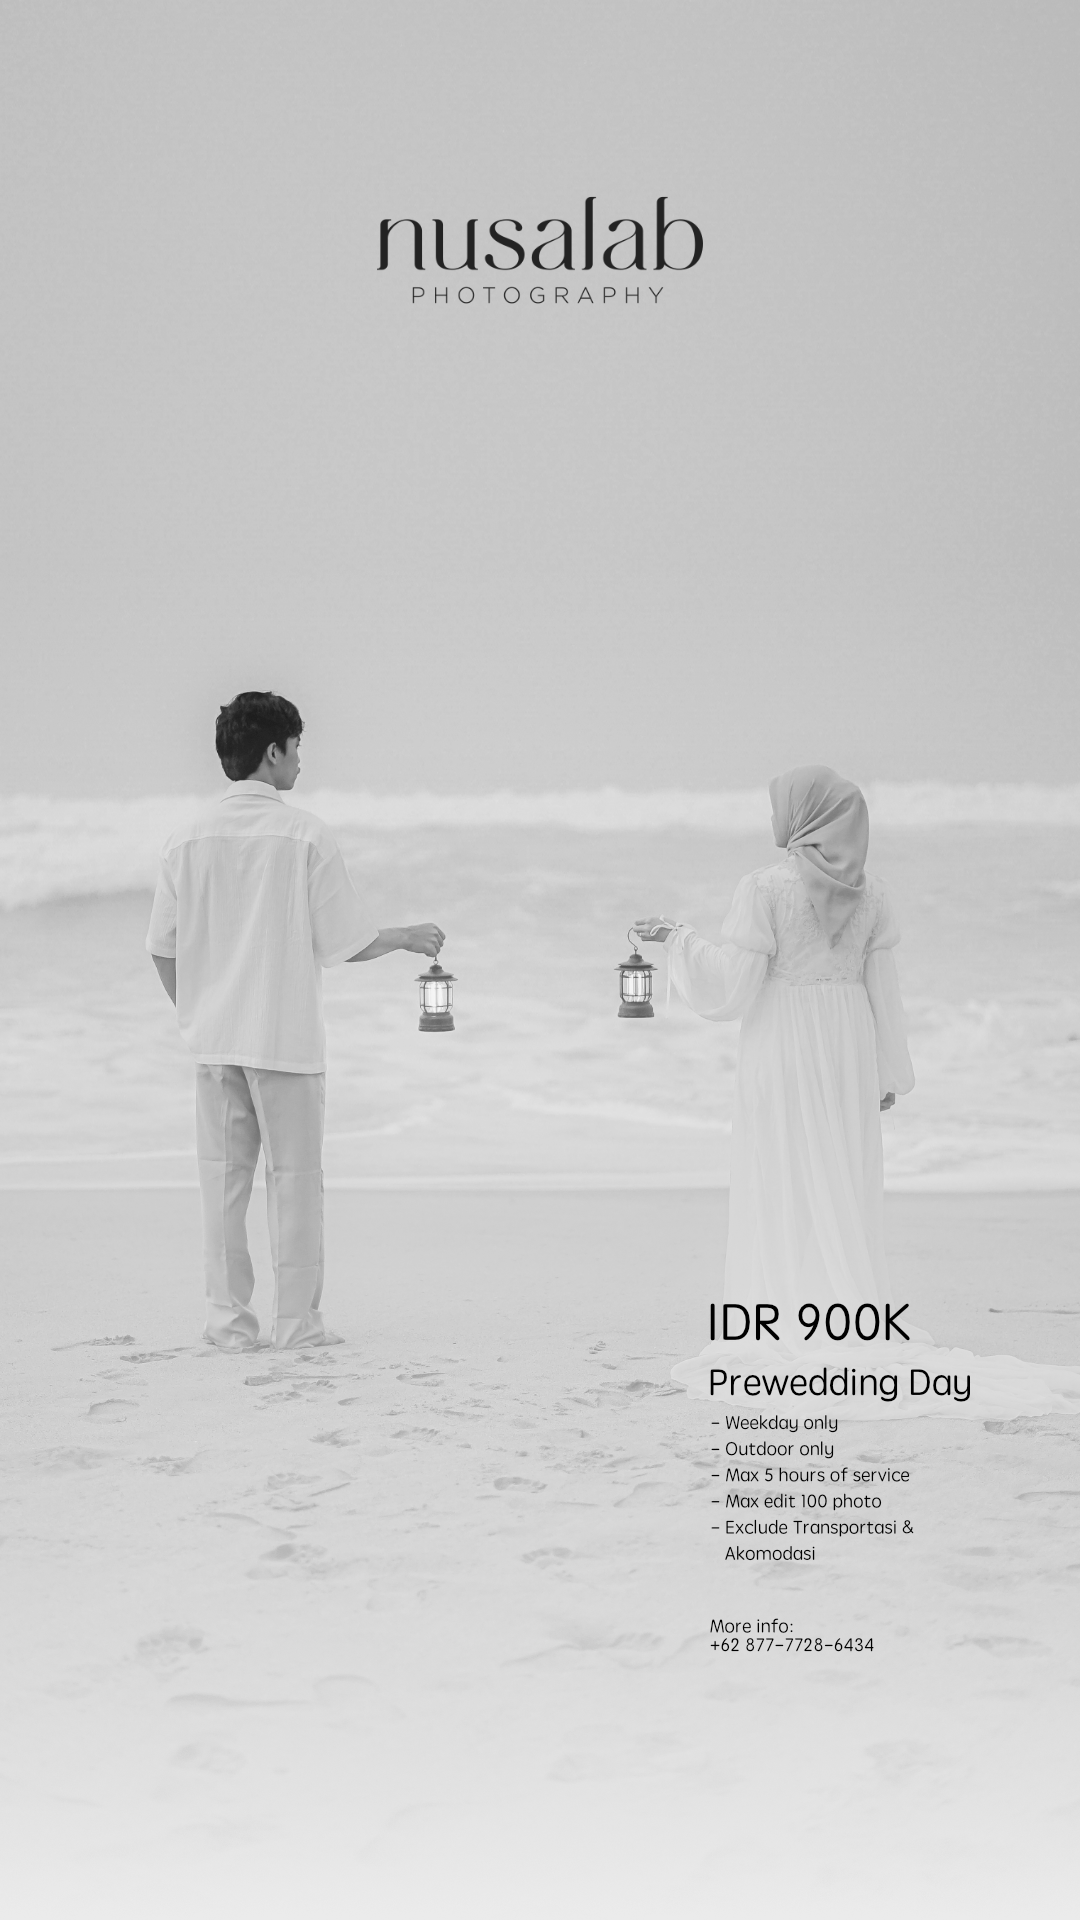 nusalab
PHOTOGRAPHY
IDR 900K
Prewedding Day
- Weekday only
- Outdoor only
- Max 5 hours of service
- Max edit 100 photo
- Exclude Transportasi &
Akomodasi
More info:
+62 877-7728-6434